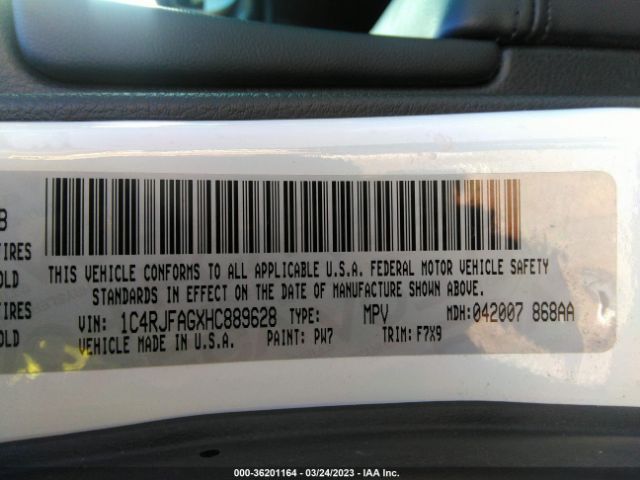 B
TIRES
COLD
TIRES
COLD
THIS VEHICLE CONFORMS TO ALL APPLICABLE U.S.A. FEDERAL MOTOR VEHICLE SAFETY
STANDARDS IN EFFECT ON THE DATE OF MANUFACTURE SHOWN ABOVE.
VIN: 1C4RJFAGXHC889628 TYPE: MPV MDH:042007 868AA
VEHICLE MADE IN U.S.A. PAINT: PW7 TRIM: F7X9
000-36201164 - 03/24/2023 - IAA Inc.